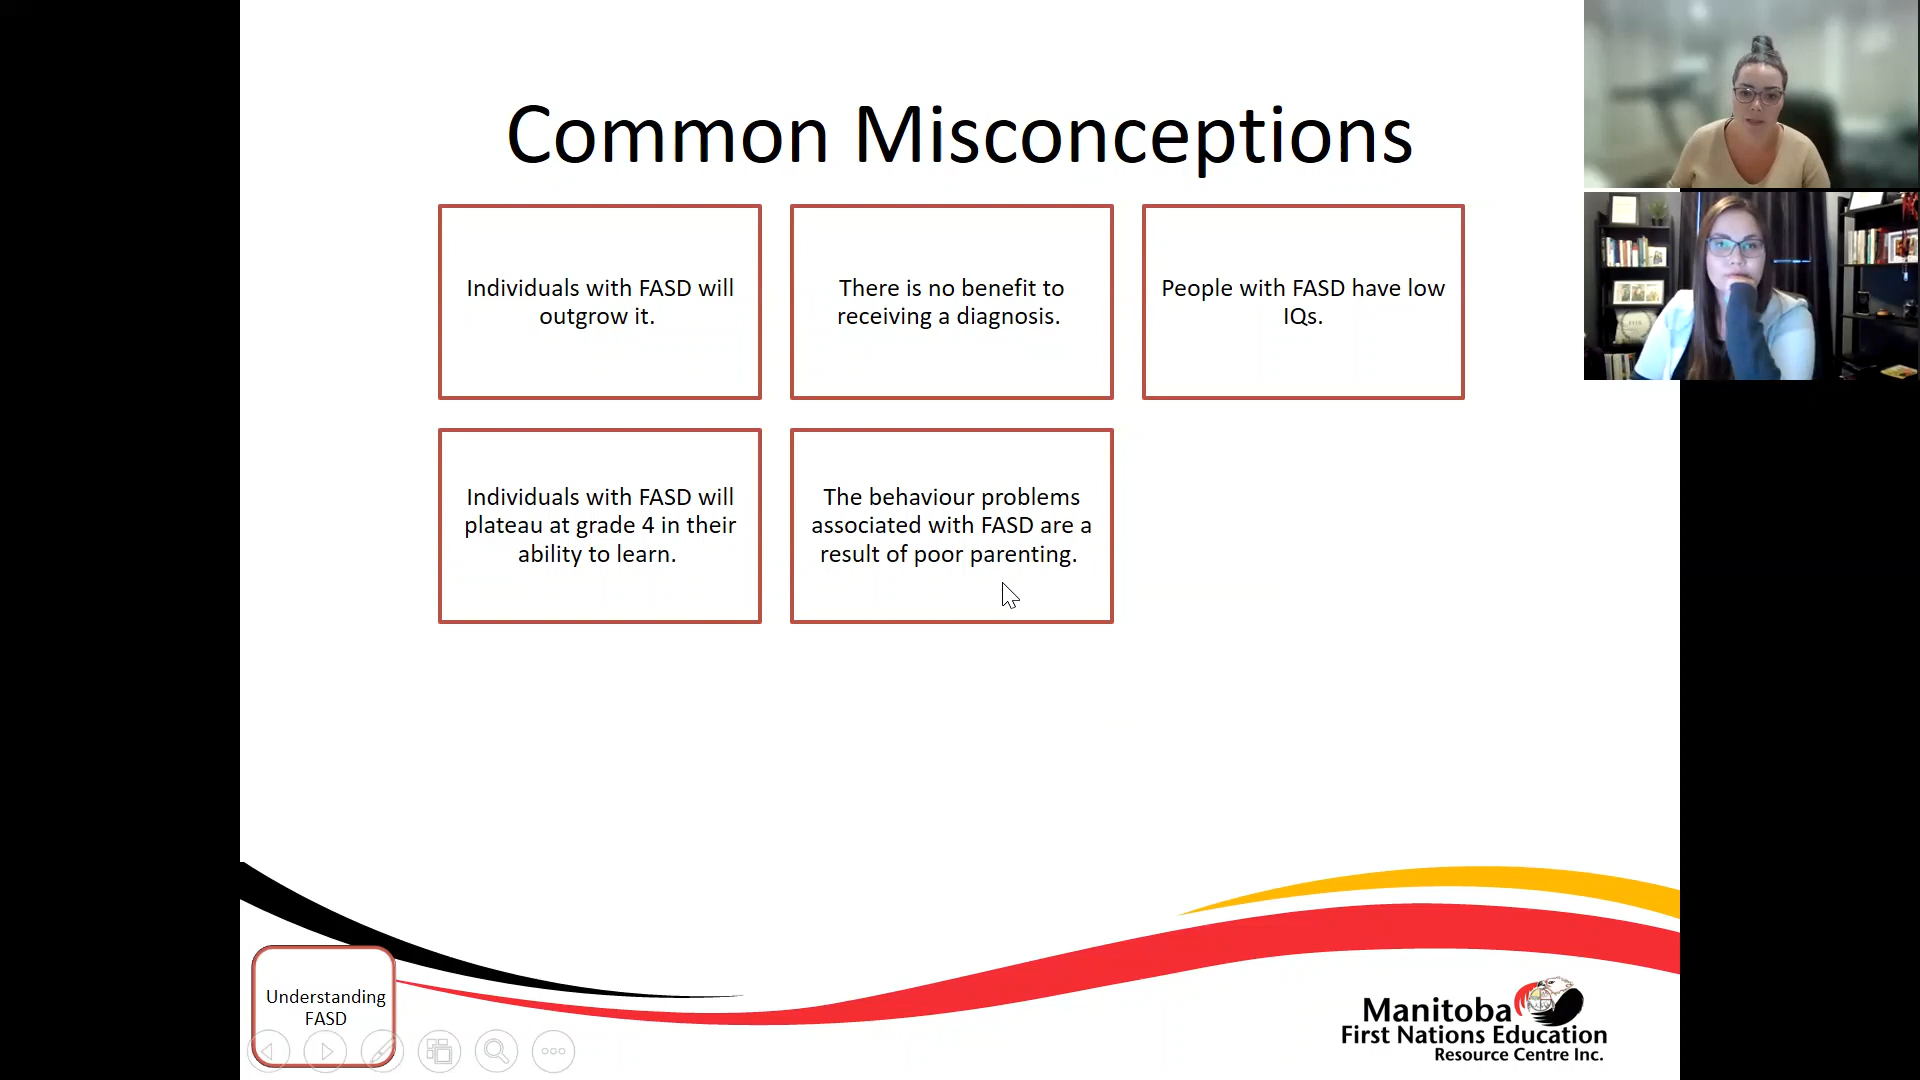 Common Misconceptions
Individuals with FASD will
outgrow it.
There is no benefit to
receiving a diagnosis.
People with FASD have low
IQs.
Individuals with FASD will
plateau at grade 4 in their
ability to learn.
The behaviour problems
associated with FASD are a
result of poor parenting.
Understanding
FASD
Manitoba
First Nations Education
Resource Centre Inc.